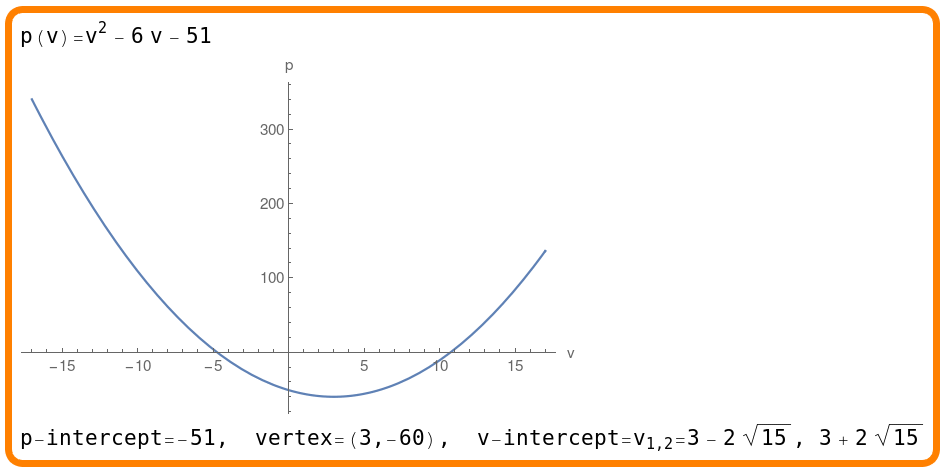 p(v)=v² − 6 v − 51
p
300
200
100
−15 −10 −5 5 10 15 v
p−intercept=−51, vertex=(3,−60), v−intercept=v₁,₂=3 − 2 √15, 3 + 2 √15